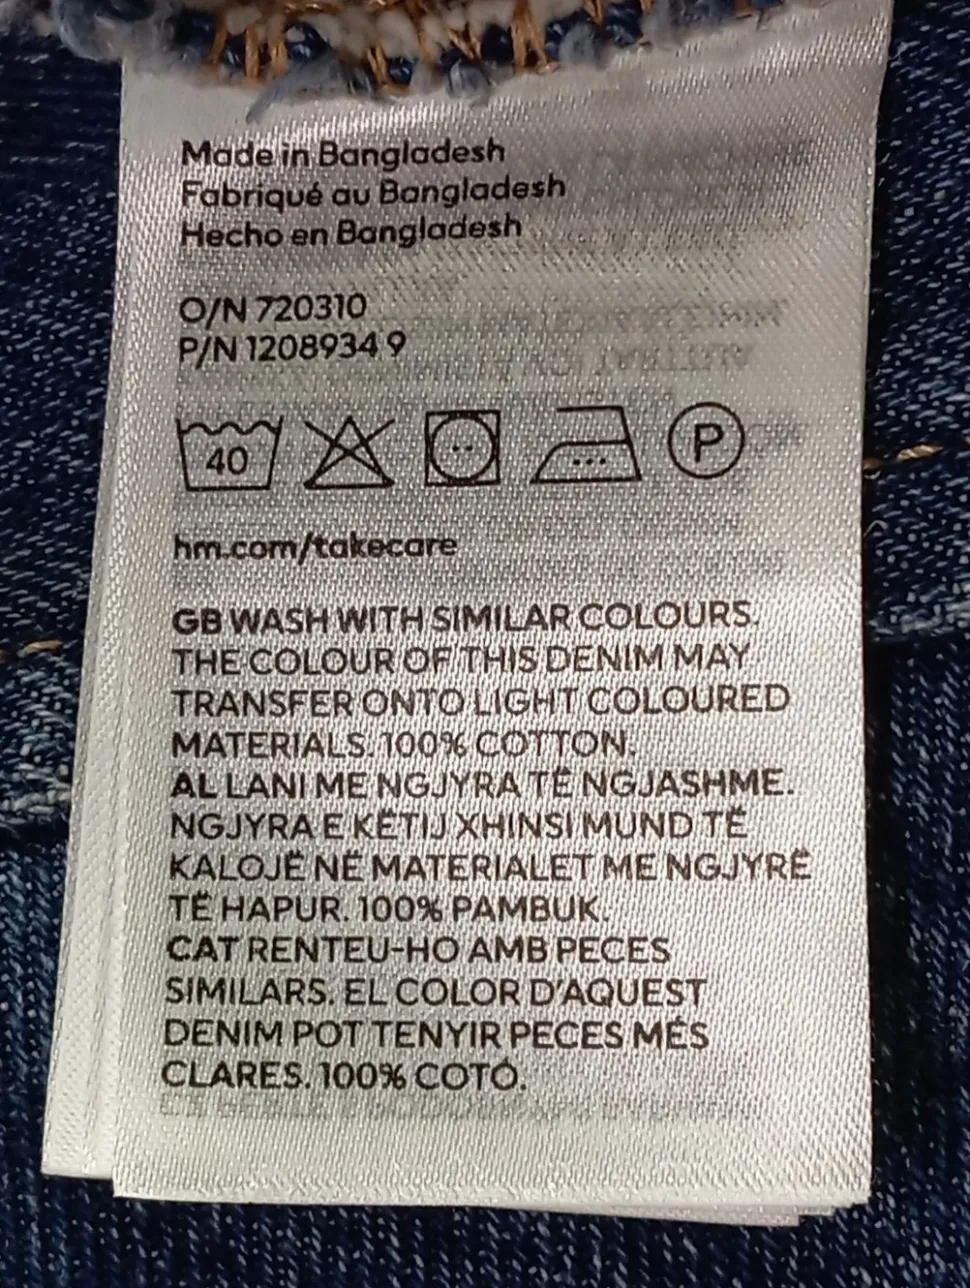 Made in Bangladesh
Fabriqué au Bangladesh
Hecho en Bangladesh
O/N 720310
P/N 1208934 9
40 P
hm.com/takecare
GB WASH WITH SIMILAR COLOURS.
THE COLOUR OF THIS DENIM MAY
TRANSFER ONTO LIGHT COLOURED
MATERIALS. 100% COTTON.
AL LANI ME NGJYRA TË NGJASHME.
NGJYRA E KËTIJ XHINSI MUND TË
KALOJË NË MATERIALET ME NGJYRË
TË HAPUR. 100% PAMBUK.
CAT RENTEU-HO AMB PECES
SIMILARS. EL COLOR D'AQUEST
DENIM POT TENYIR PECES MÉS
CLARES. 100% COTÓ.